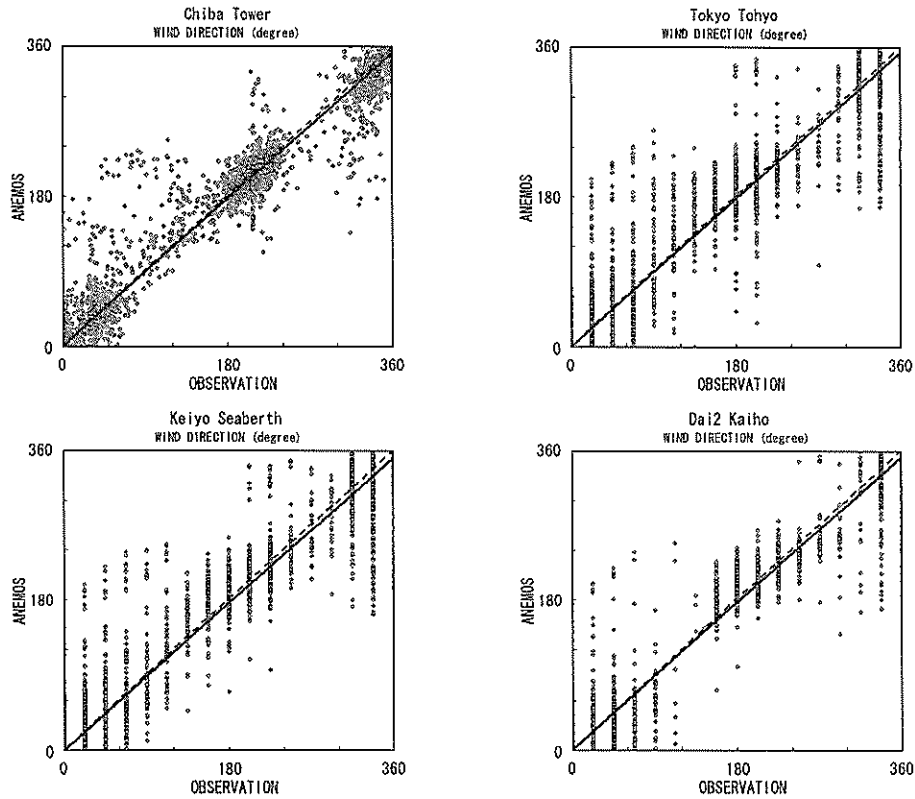 Chiba Tower
WIND DIRECTION (degree)
360
ANEMOS
180
0
0 180 360
OBSERVATION
Tokyo Tohyo
WIND DIRECTION (degree)
360
ANEMOS
180
0
0 180 360
OBSERVATION
Keiyo Seaberth
WIND DIRECTION (degree)
360
ANEMOS
180
0
0 180 360
OBSERVATION
Dai2 Kaiho
WIND DIRECTION (degree)
360
ANEMOS
180
0
0 180 360
OBSERVATION